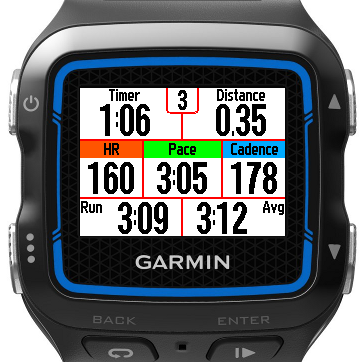 Timer 3 Distance
1:06 0.35
HR Pace Cadence
160 3:05 178
Run 3:09 3:12 Avg
GARMIN
BACK ENTER